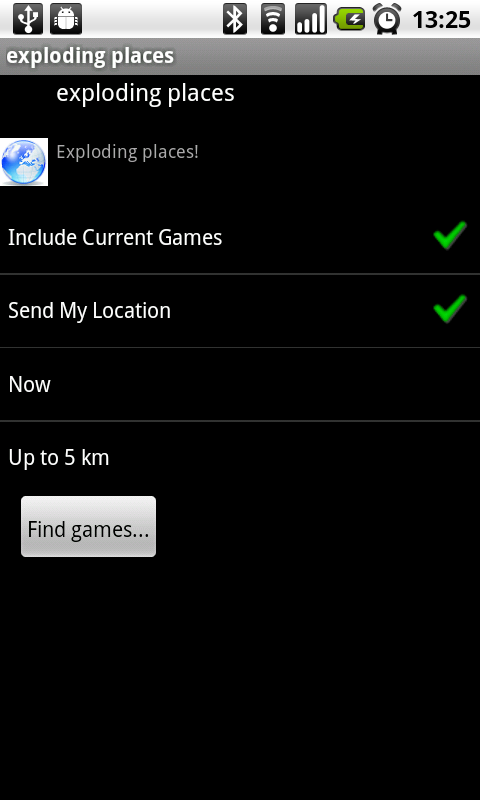 13:25
exploding places
exploding places
Exploding places!
Include Current Games
Send My Location
Now
Up to 5 km
Find games...